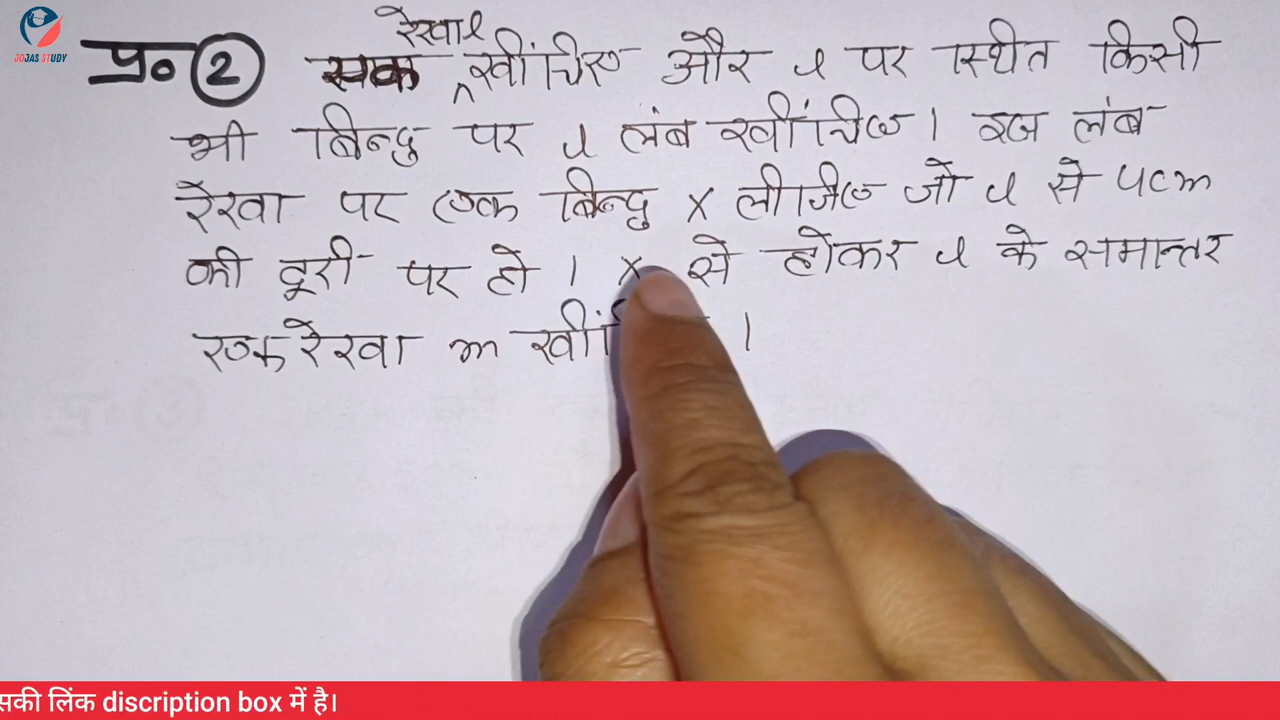 JOJAS STUDY
रेखा l
प्र० ② एक खींचिए और l पर स्थित किसी
भी बिन्दु पर l लंब खींचिए । इस लंब
रेखा पर एक बिन्दु x लीजिए जो l से 4cm
की दूरी पर हो । x से होकर l के समान्तर
एक रेखा m ।
सकी लिंक discription box में है।